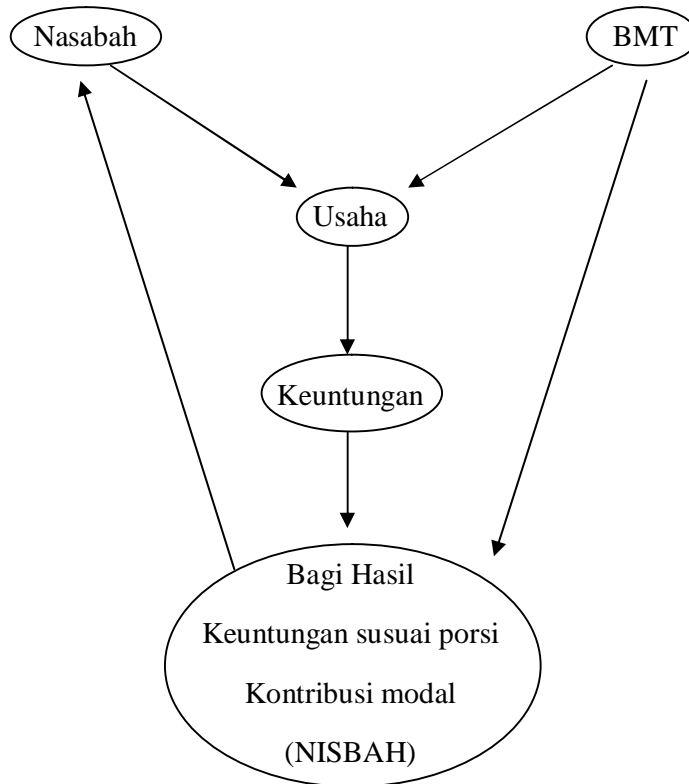 Nasabah
BMT
Usaha
Keuntungan
Bagi Hasil
Keuntungan susuai porsi
Kontribusi modal
(NISBAH)